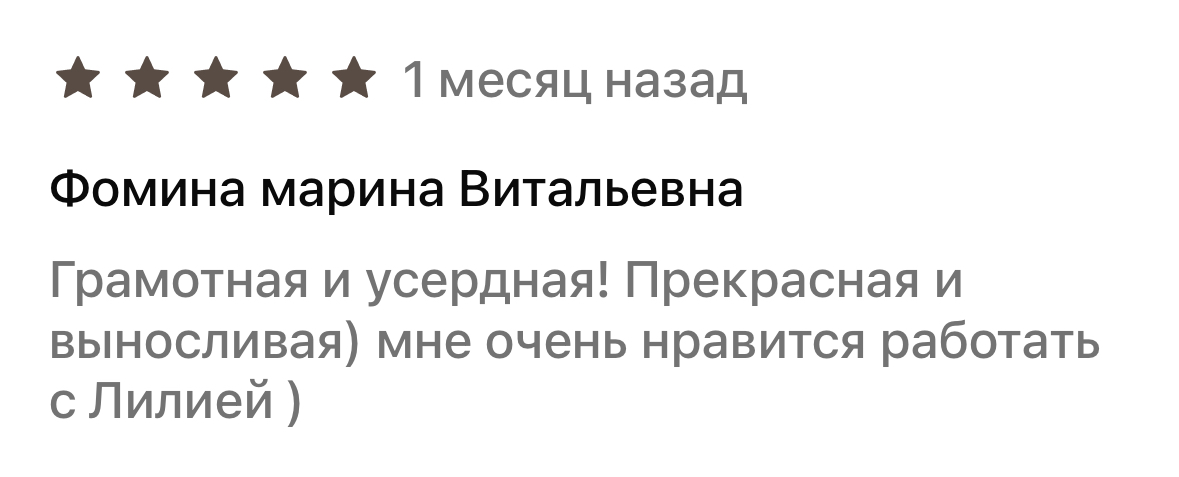 1 месяц назад
Фомина марина Витальевна
Грамотная и усердная! Прекрасная и
выносливая) мне очень нравится работать
с Лилией )